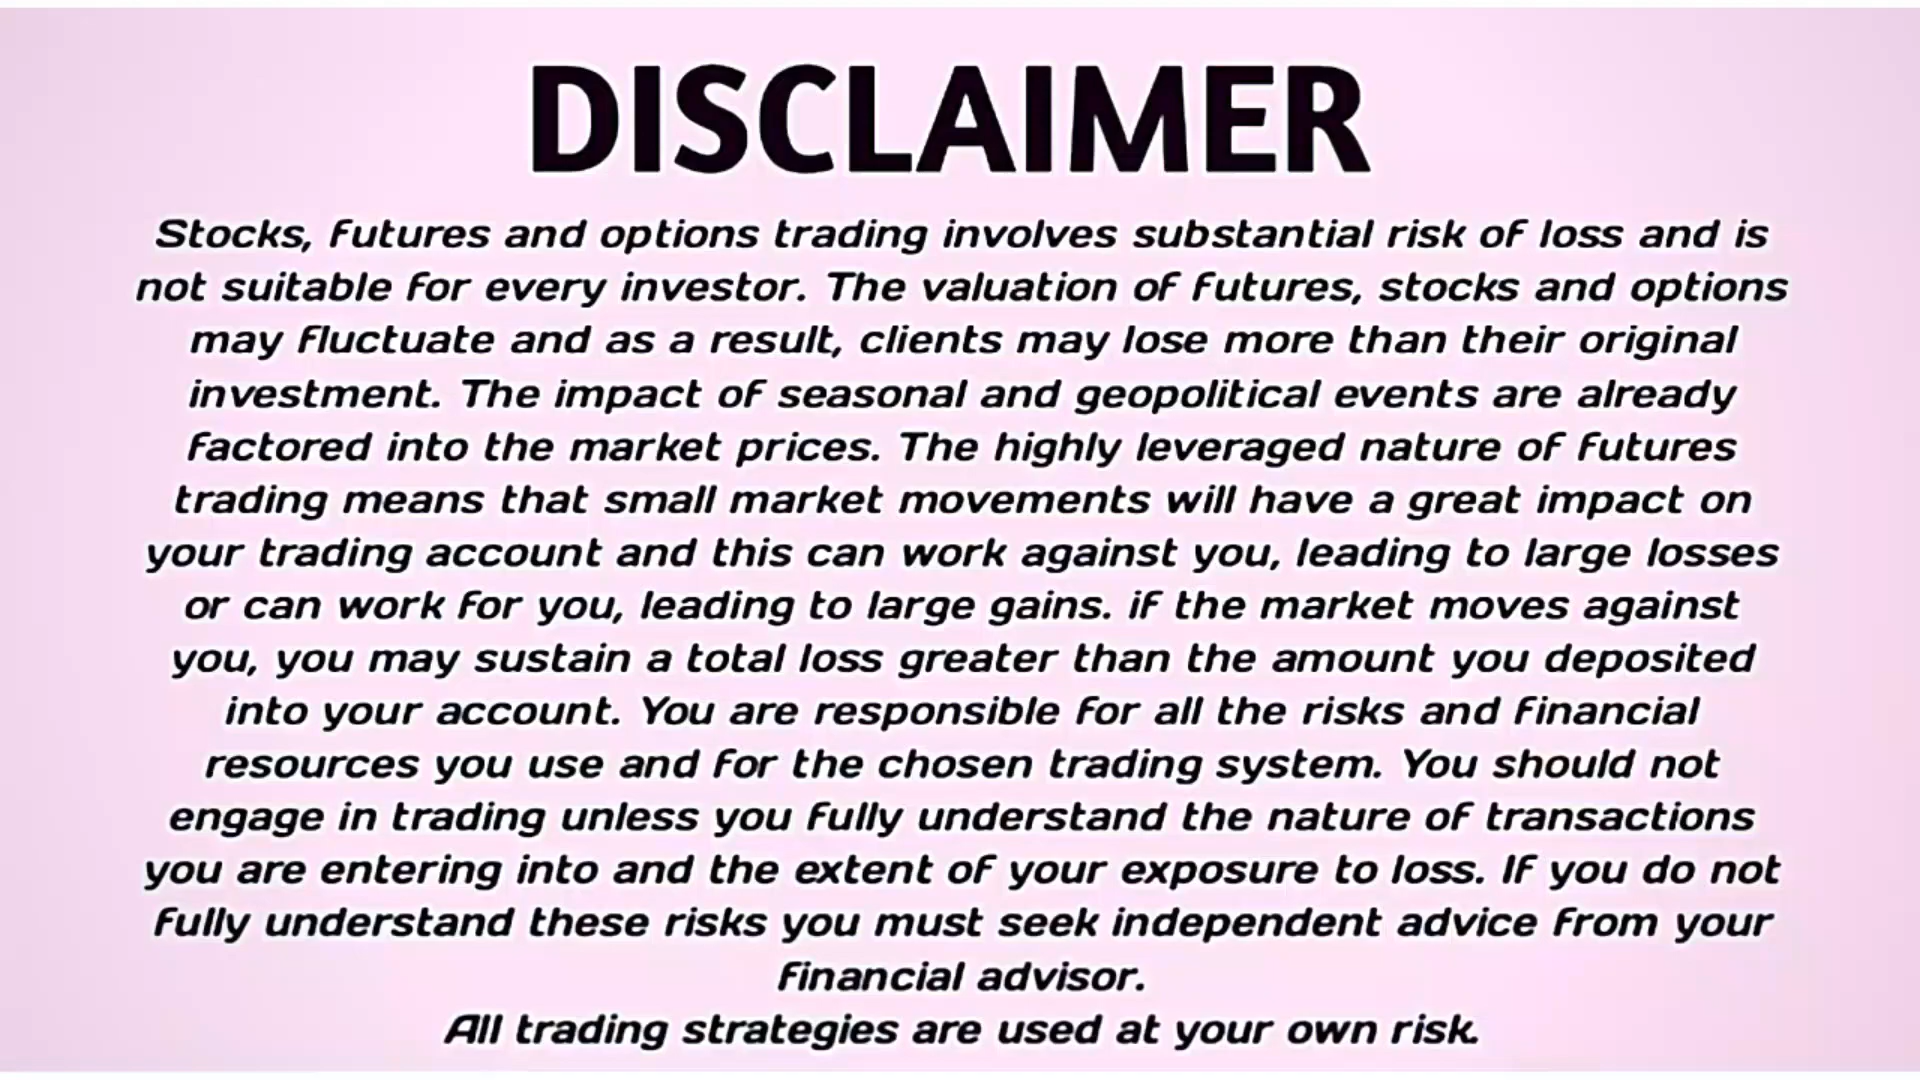 DISCLAIMER
Stocks, futures and options trading involves substantial risk of loss and is
not suitable for every investor. The valuation of futures, stocks and options
may fluctuate and as a result, clients may lose more than their original
investment. The impact of seasonal and geopolitical events are already
factored into the market prices. The highly leveraged nature of futures
trading means that small market movements will have a great impact on
your trading account and this can work against you, leading to large losses
or can work for you, leading to large gains. if the market moves against
you, you may sustain a total loss greater than the amount you deposited
into your account. You are responsible for all the risks and financial
resources you use and for the chosen trading system. You should not
engage in trading unless you fully understand the nature of transactions
you are entering into and the extent of your exposure to loss. If you do not
fully understand these risks you must seek independent advice from your
financial advisor.
All trading strategies are used at your own risk.